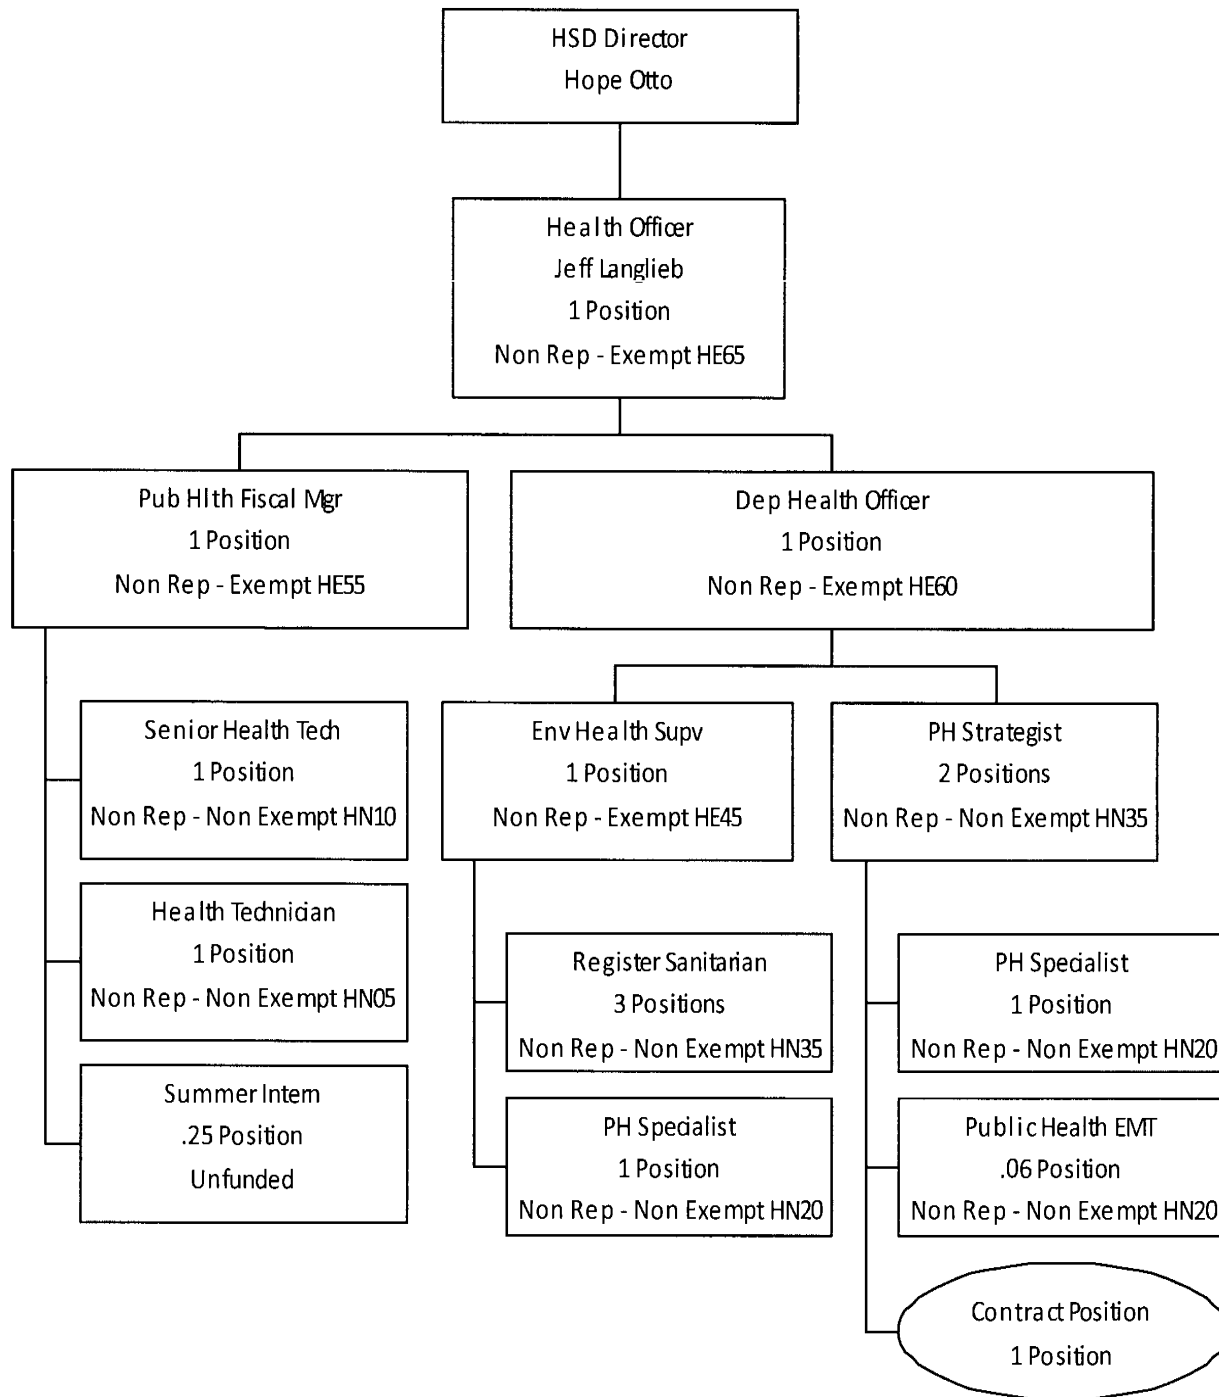 HSD Director
Hope Otto
Health Officer
Jeff Langlieb
1 Position
Non Rep - Exempt HE65
Pub Hlth Fiscal Mgr
1 Position
Non Rep - Exempt HE55
Dep Health Officer
1 Position
Non Rep - Exempt HE60
Senior Health Tech
1 Position
Non Rep - Non Exempt HN10
Health Technician
1 Position
Non Rep - Non Exempt HN05
Summer Intern
.25 Position
Unfunded
Env Health Supv
1 Position
Non Rep - Exempt HE45
Register Sanitarian
3 Positions
Non Rep - Non Exempt HN35
PH Specialist
1 Position
Non Rep - Non Exempt HN20
PH Strategist
2 Positions
Non Rep - Non Exempt HN35
PH Specialist
1 Position
Non Rep - Non Exempt HN20
Public Health EMT
.06 Position
Non Rep - Non Exempt HN20
Contract Position
1 Position